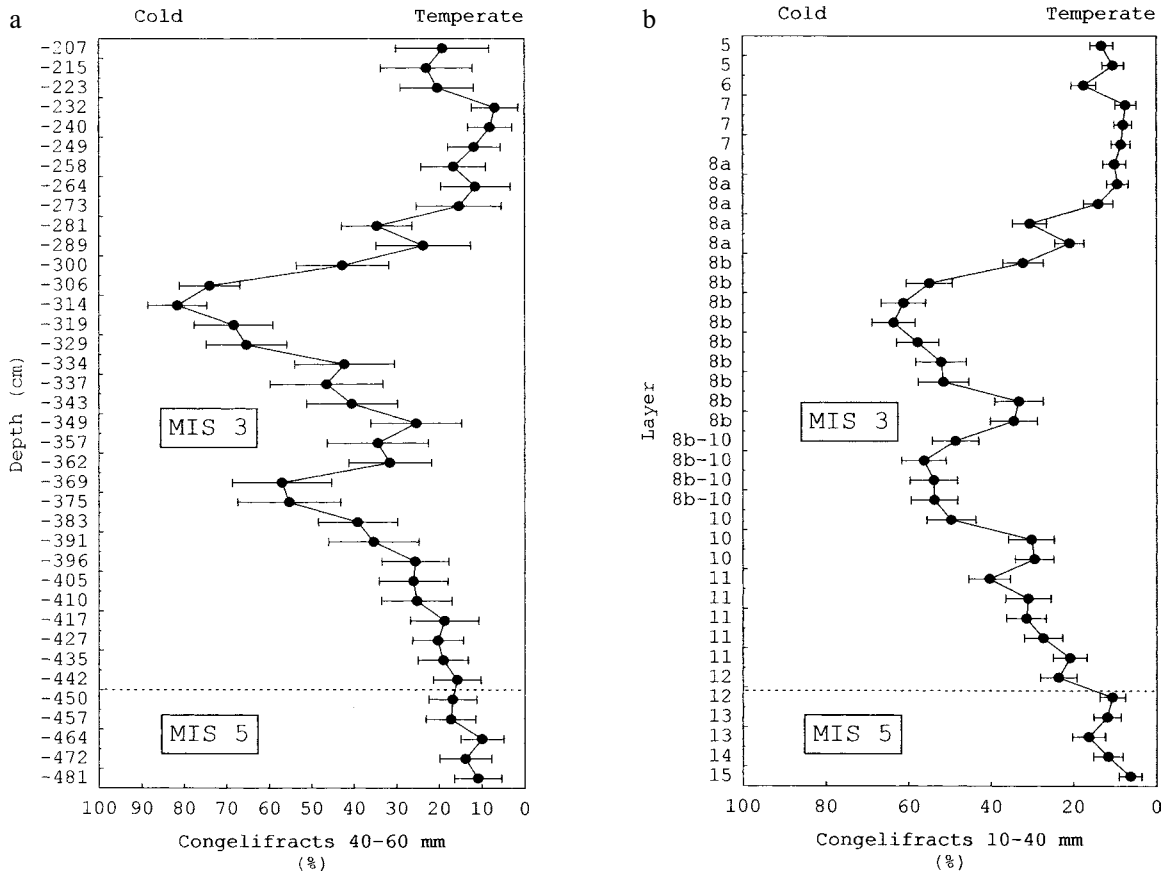 a
Cold Temperate
-207
-215
-223
-232
-240
-249
-258
-264
-273
-281
-289
-300
-306
-314
-319
-329
-334
-337
-343
-349
-357
-362
-369
-375
-383
-391
-396
-405
-410
-417
-427
-435
-442
-450
-457
-464
-472
-481
Depth (cm)
MIS 3
MIS 5
100 90 80 70 60 50 40 30 20 10 0
Congelifracts 40-60 mm
(%)
b
Cold Temperate
5
5
6
7
7
7
8a
8a
8a
8a
8a
8b
8b
8b
8b
8b
8b
8b
8b
8b
8b-10
8b-10
8b-10
8b-10
10
10
10
11
11
11
11
11
12
12
13
13
14
15
Layer
MIS 3
MIS 5
100 80 60 40 20 0
Congelifracts 10-40 mm
(%)